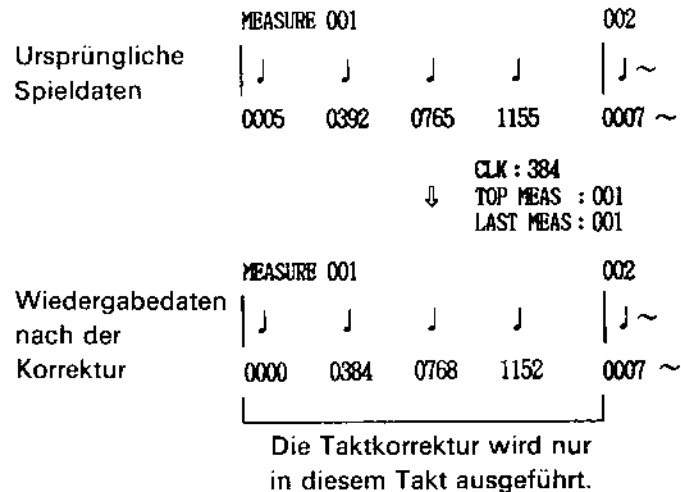 MEASURE 001 002
Ursprüngliche
Spieldaten
0005 0392 0765 1155 0007 ~
CLK : 384
⇩ TOP MEAS : 001
LAST MEAS : 001
MEASURE 001 002
Wiedergabedaten
nach der
Korrektur
0000 0384 0768 1152 0007 ~
Die Taktkorrektur wird nur
in diesem Takt ausgeführt.